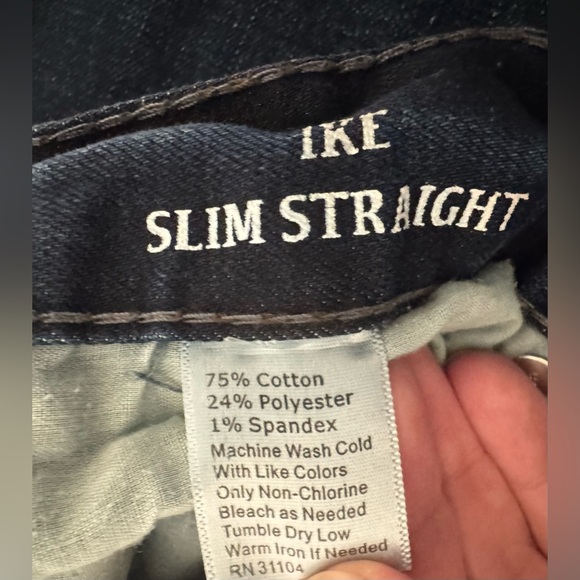 IKE
SLIM STRAIGHT
75% Cotton
24% Polyester
1% Spandex
Machine Wash Cold
With Like Colors
Only Non-Chlorine
Bleach as Needed
Tumble Dry Low
Warm Iron If Needed
RN 31104